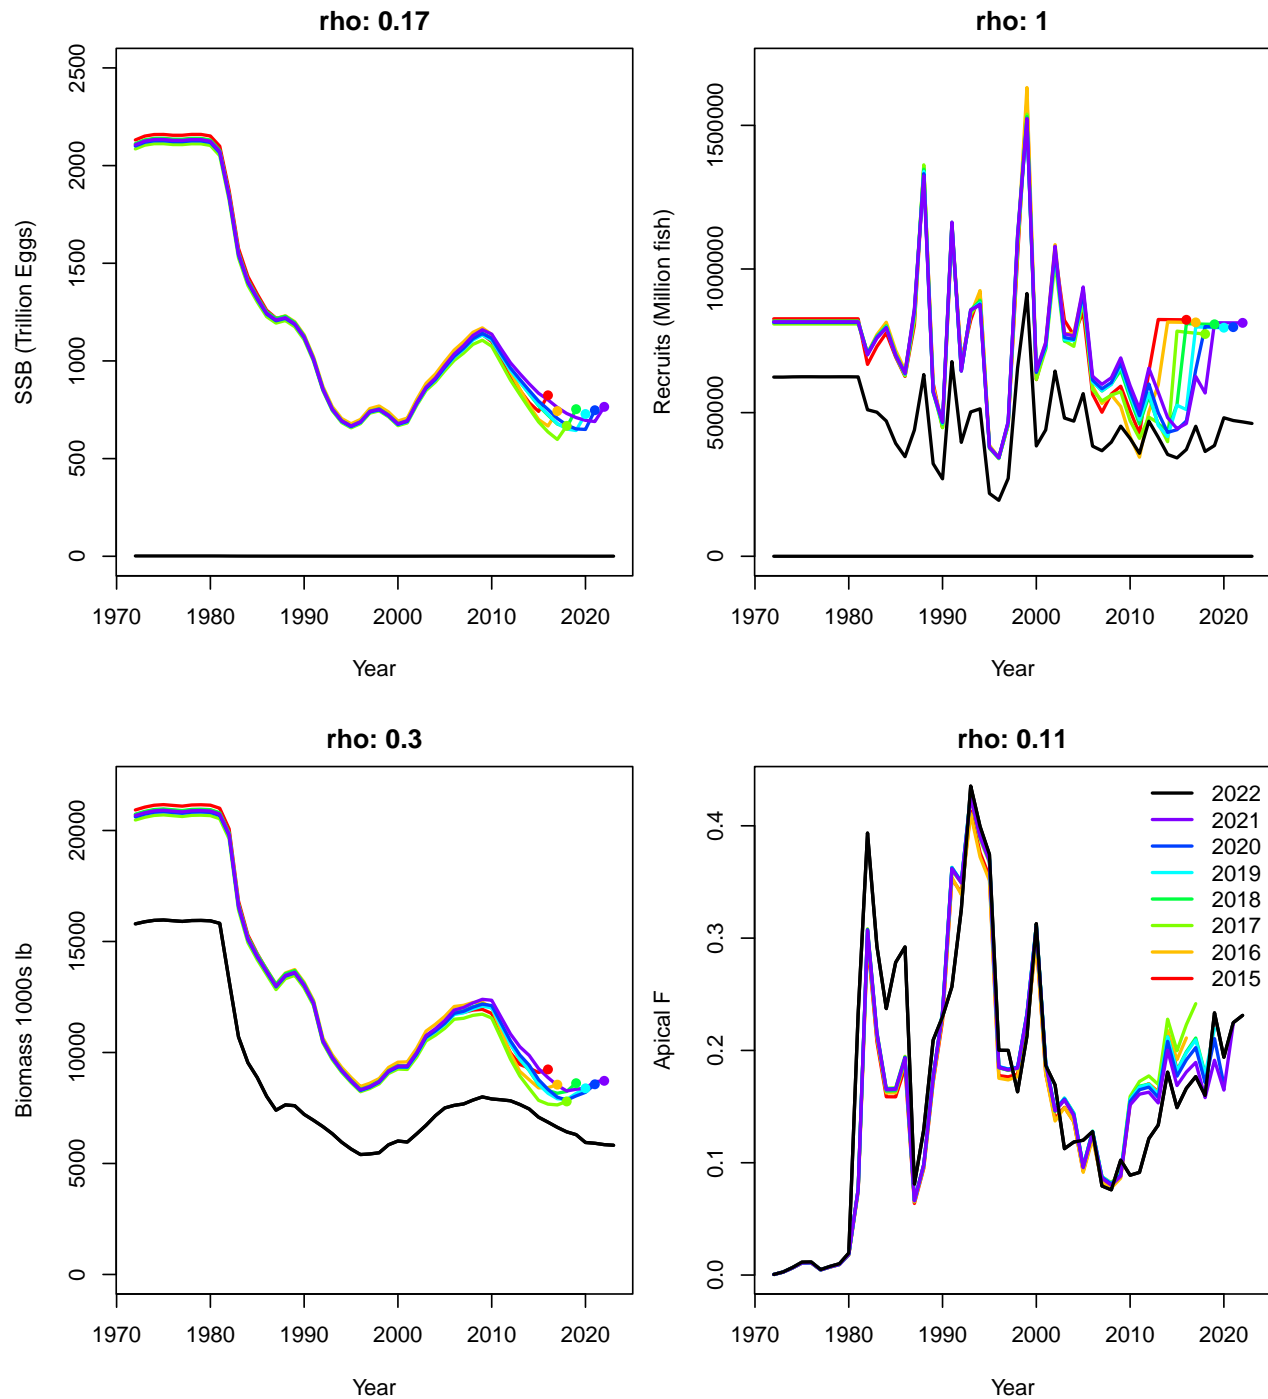 rho: 0.17
SSB (Trillion Eggs)
2500
2000
1500
1000
500
0
1970 1980 1990 2000 2010 2020
Year
rho: 1
Recruits (Million fish)
1500000
1000000
500000
0
1970 1980 1990 2000 2010 2020
Year
rho: 0.3
Biomass 1000s lb
20000
15000
10000
5000
0
1970 1980 1990 2000 2010 2020
Year
rho: 0.11
Apical F
0.4
0.3
0.2
0.1
0.0
2022
2021
2020
2019
2018
2017
2016
2015
1970 1980 1990 2000 2010 2020
Year